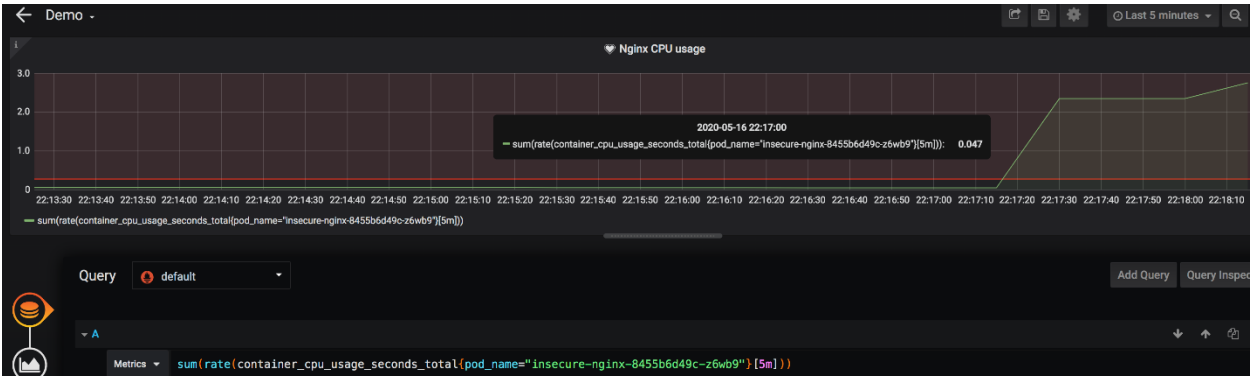 Demo
Last 5 minutes
i
Nginx CPU usage
3.0
2.0
1.0
0
2020-05-16 22:17:00
sum(rate(container_cpu_usage_seconds_total{pod_name="insecure-nginx-8455b6d49c-z6wb9"}[5m])): 0.047
22:13:30 22:13:40 22:13:50 22:14:00 22:14:10 22:14:20 22:14:30 22:14:40 22:14:50 22:15:00 22:15:10 22:15:20 22:15:30 22:15:40 22:15:50 22:16:00 22:16:10 22:16:20 22:16:30 22:16:40 22:16:50 22:17:00 22:17:10 22:17:20 22:17:30 22:17:40 22:17:50 22:18:00 22:18:10
sum(rate(container_cpu_usage_seconds_total{pod_name="insecure-nginx-8455b6d49c-z6wb9"}[5m]))
Query default Add Query Query Inspec
A
Metrics sum(rate(container_cpu_usage_seconds_total{pod_name="insecure-nginx-8455b6d49c-z6wb9"}[5m]))